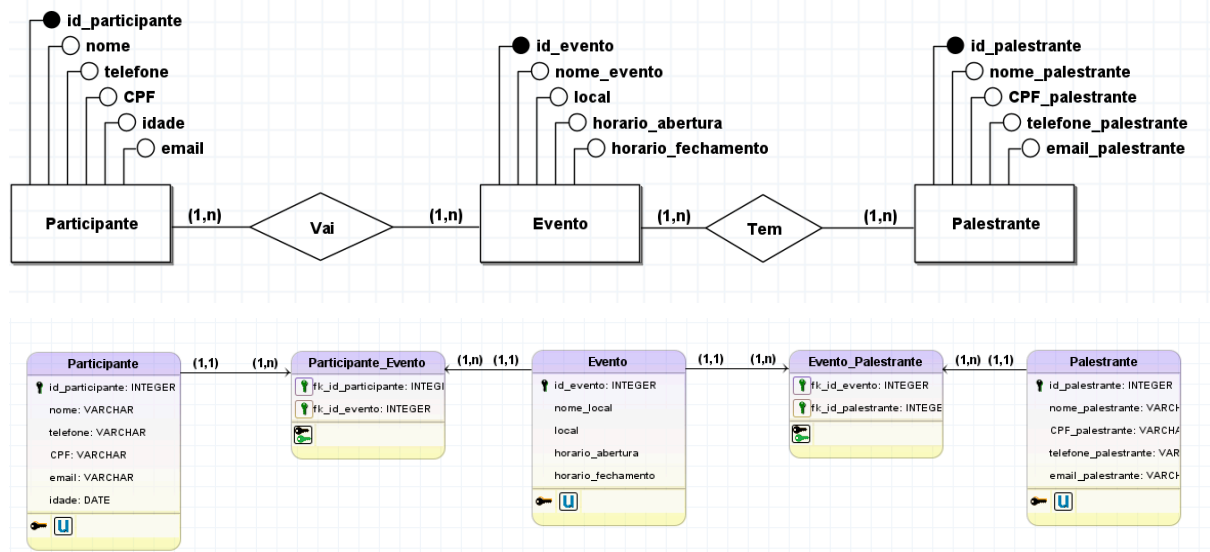 id_participante
nome
telefone
CPF
idade
email
Participante
(1,n)
Vai
(1,n)
id_evento
nome_evento
local
horario_abertura
horario_fechamento
Evento
(1,n)
Tem
(1,n)
id_palestrante
nome_palestrante
CPF_palestrante
telefone_palestrante
email_palestrante
Palestrante
Participante
id_participante: INTEGER
nome: VARCHAR
telefone: VARCHAR
CPF: VARCHAR
email: VARCHAR
idade: DATE
U
(1,1)
(1,n)
Participante_Evento
fk_id_participante: INTEGI
fk_id_evento: INTEGER
(1,n)
(1,1)
Evento
id_evento: INTEGER
nome_local
local
horario_abertura
horario_fechamento
U
(1,1)
(1,n)
Evento_Palestrante
fk_id_evento: INTEGER
fk_id_palestrante: INTEGE
(1,n)
(1,1)
Palestrante
id_palestrante: INTEGER
nome_palestrante: VARCH
CPF_palestrante: VARCHA
telefone_palestrante: VAR
email_palestrante: VARCH
U